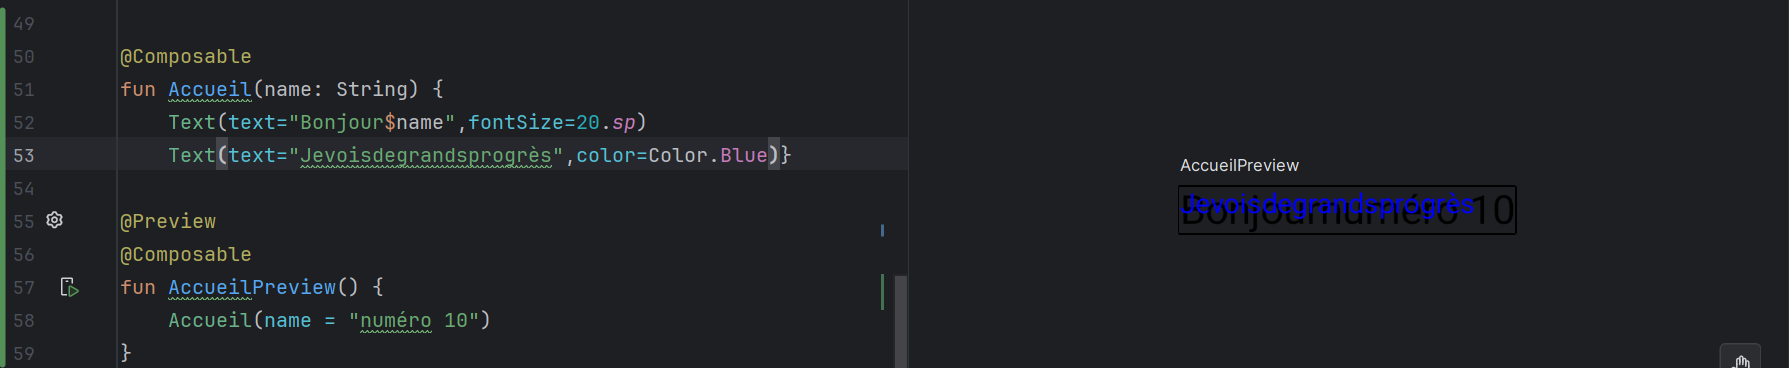 49
50 @Composable
51 fun Accueil(name: String) {
52 Text(text="Bonjour$name",fontSize=20.sp)
53 Text(text="Jevoisdegrandsprogrès",color=Color.Blue)}
54
55 @Preview
56 @Composable
57 fun AccueilPreview() {
58 Accueil(name = "numéro 10")
59 }
AccueilPreview
Jevoisdegrandsprogrès
Bonjournuméro 10